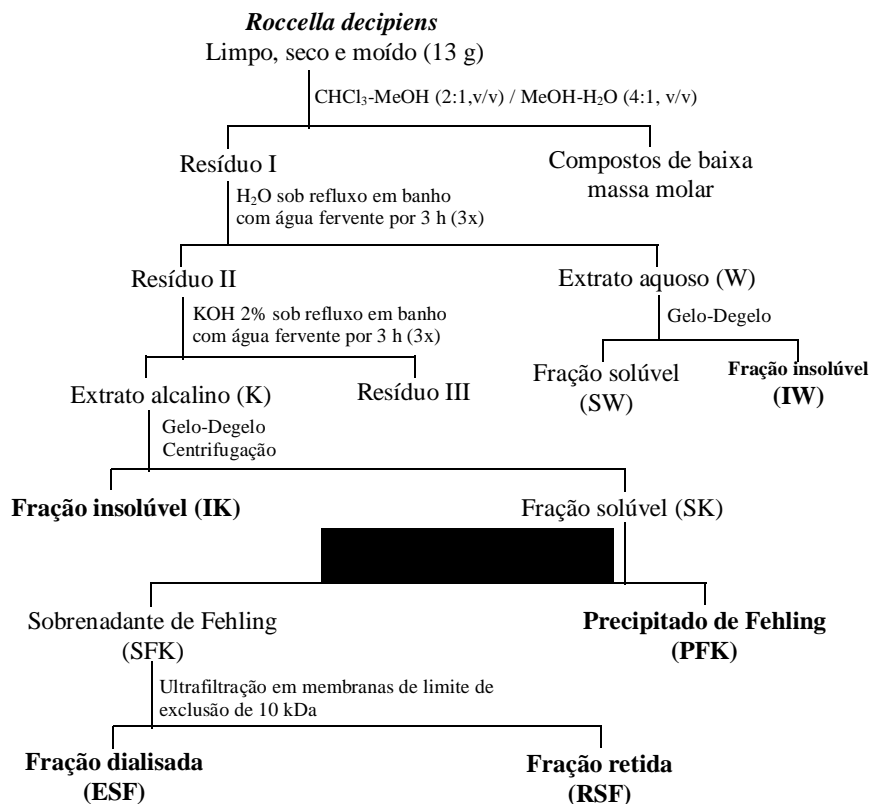 Roccella decipiens
Limpo, seco e moído (13 g)
CHCl₃-MeOH (2:1,v/v) / MeOH-H₂O (4:1, v/v)
Resíduo I
Compostos de baixa
massa molar
H₂O sob refluxo em banho
com água fervente por 3 h (3x)
Resíduo II
Extrato aquoso (W)
KOH 2% sob refluxo em banho
com água fervente por 3 h (3x)
Gelo-Degelo
Extrato alcalino (K)
Resíduo III
Fração solúvel
(SW)
Fração insolúvel
(IW)
Gelo-Degelo
Centrifugação
Fração insolúvel (IK)
Fração solúvel (SK)
Sobrenadante de Fehling
(SFK)
Precipitado de Fehling
(PFK)
Ultrafiltração em membranas de limite de
exclusão de 10 kDa
Fração dialisada
(ESF)
Fração retida
(RSF)